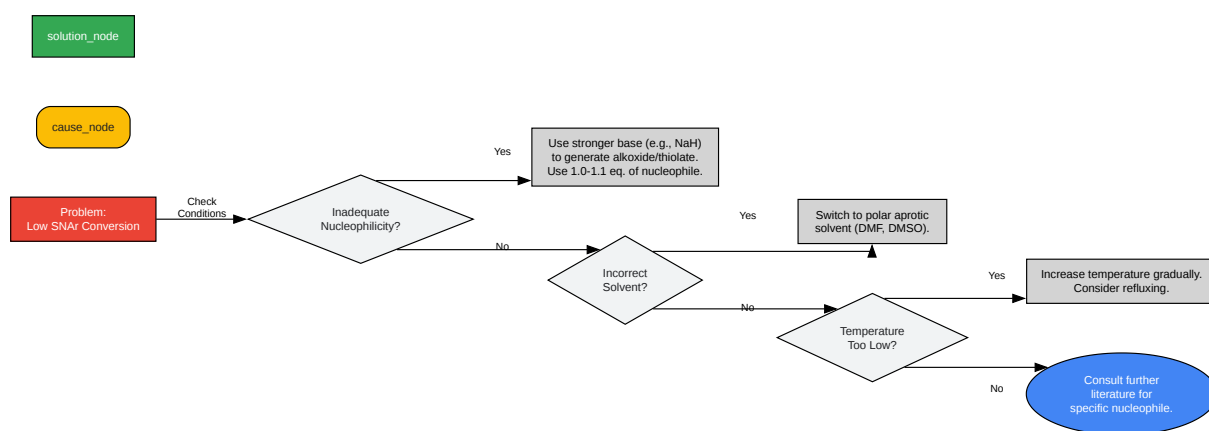 solution_node
cause_node
Problem:
Low SNAr Conversion
Check
Conditions
Inadequate
Nucleophilicity?
Yes
Use stronger base (e.g., NaH)
to generate alkoxide/thiolate.
Use 1.0-1.1 eq. of nucleophile.
No
Incorrect
Solvent?
Yes
Switch to polar aprotic
solvent (DMF, DMSO).
No
Temperature
Too Low?
Yes
Increase temperature gradually.
Consider refluxing.
No
Consult further
literature for
specific nucleophile.